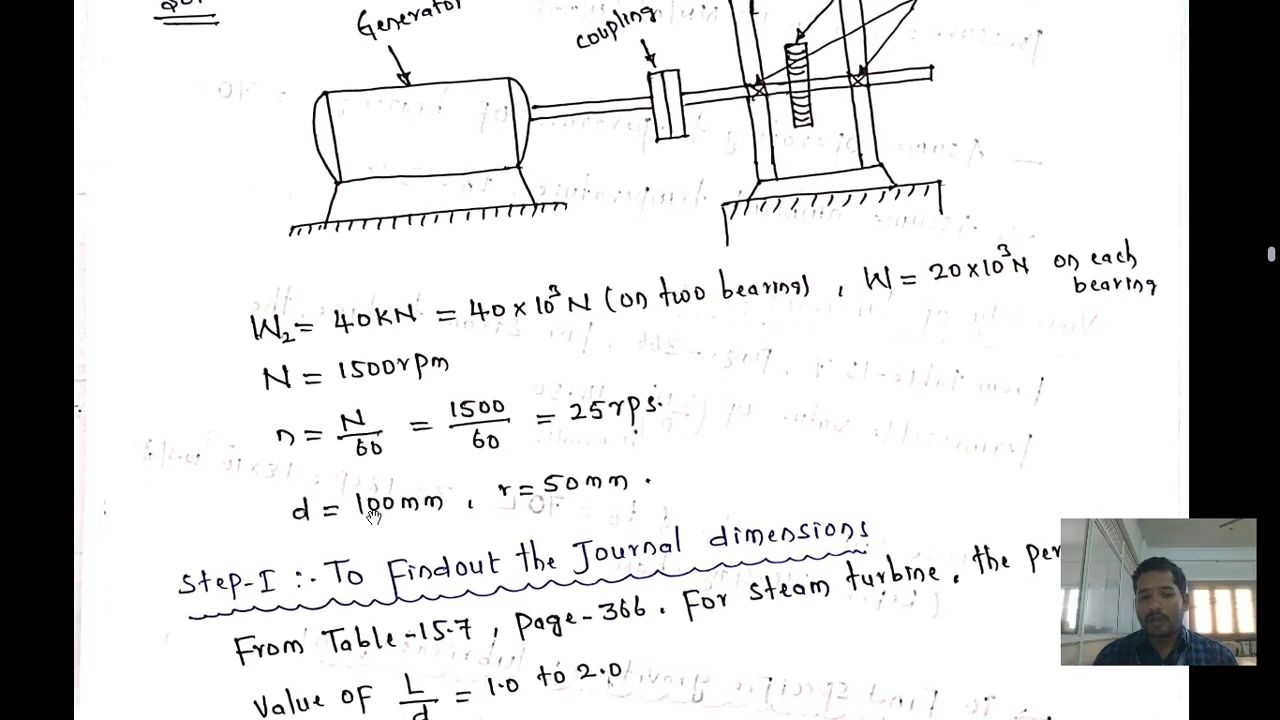 Generator
coupling
W2 = 40KN = 40×10³N (on two bearing) , W = 20×10³N on each bearing
N = 1500rpm
n = N/60 = 1500/60 = 25rps.
d = 100mm , r = 50mm .
Step-I :- To Findout the Journal dimensions
From Table-15.7 , page-366 . For steam turbine , the per
Value of L/d = 1.0 to 2.0